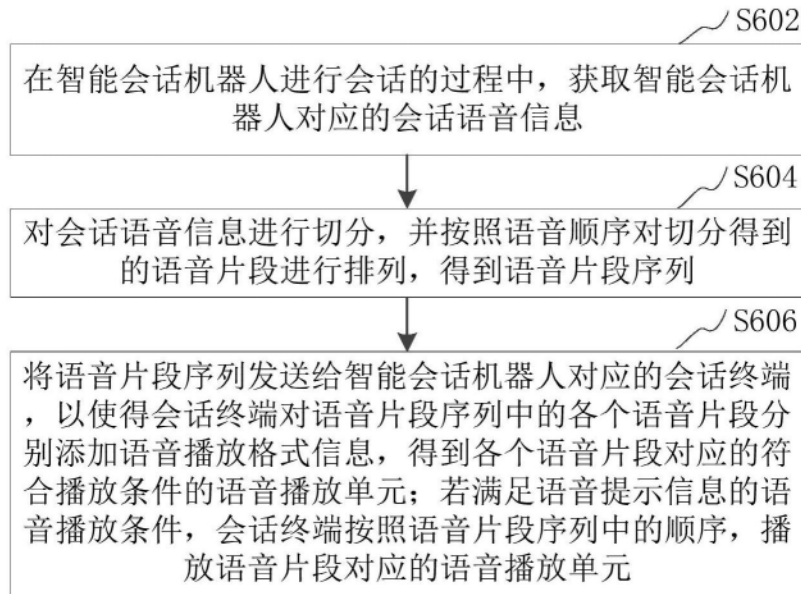 S602
在智能会话机器人进行会话的过程中，获取智能会话机
器人对应的会话语音信息
S604
对会话语音信息进行切分，并按照语音顺序对切分得到
的语音片段进行排列，得到语音片段序列
S606
将语音片段序列发送给智能会话机器人对应的会话终端
，以使得会话终端对语音片段序列中的各个语音片段分
别添加语音播放格式信息，得到各个语音片段对应的符
合播放条件的语音播放单元；若满足语音提示信息的语
音播放条件，会话终端按照语音片段序列中的顺序，播
放语音片段对应的语音播放单元